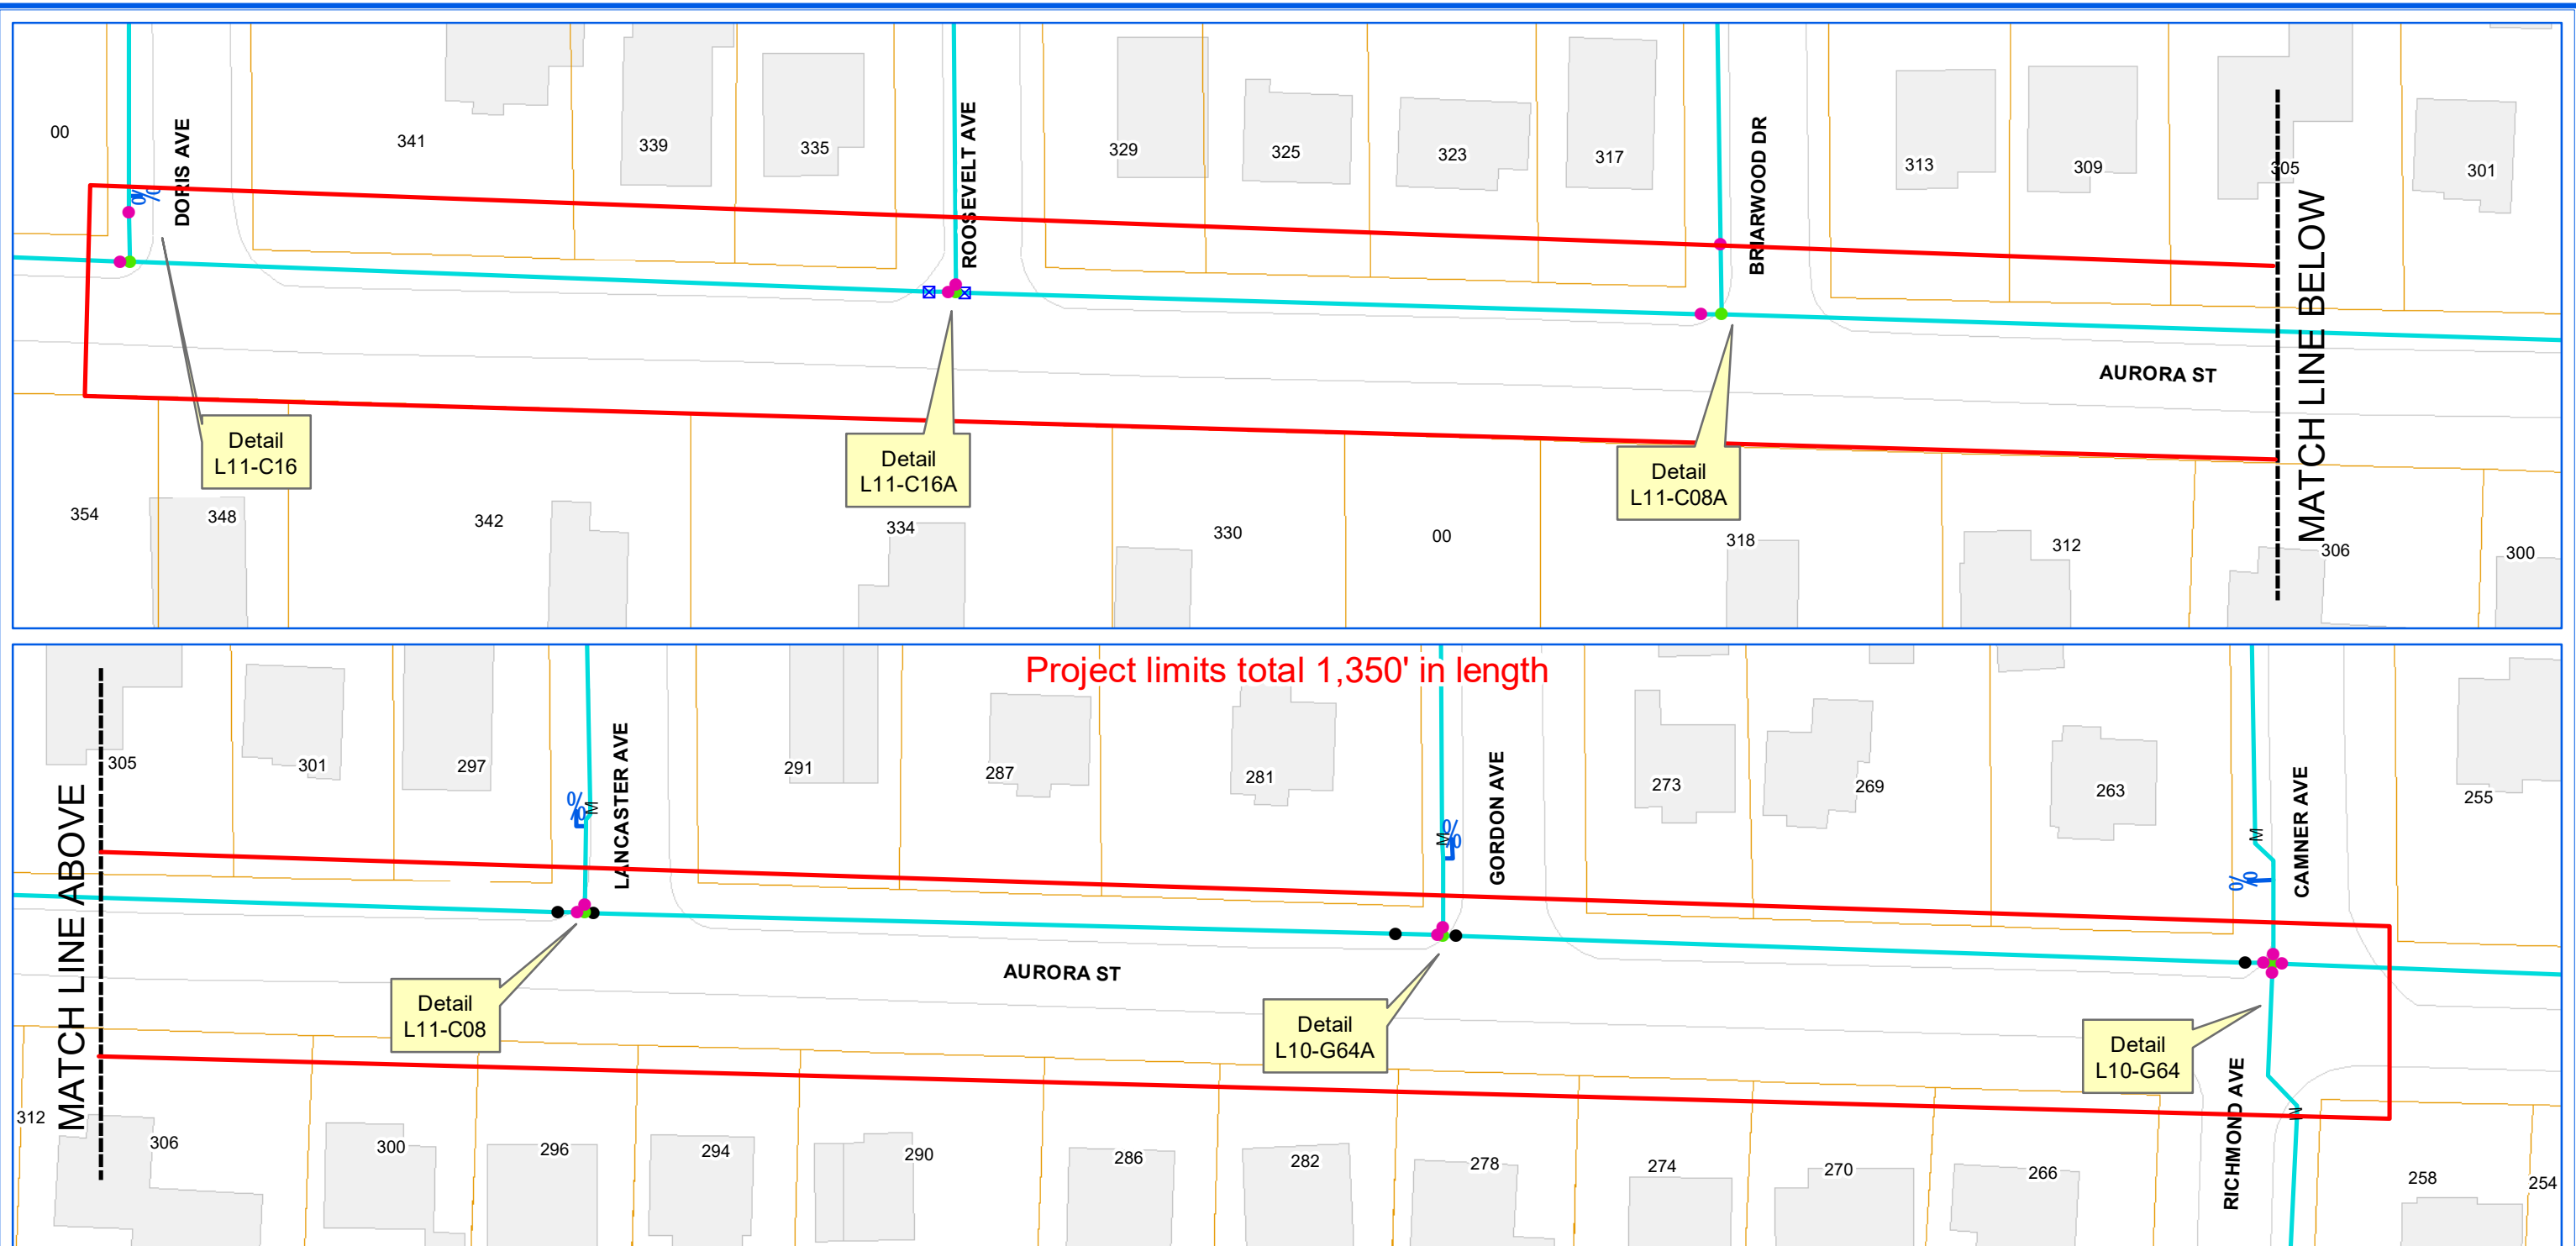 00
341
339
335
329
325
323
317
313
309
305
301
DORIS AVE
ROOSEVELT AVE
BRIARWOOD DR
MATCH LINE BELOW
AURORA ST
Detail
L11-C16
Detail
L11-C16A
Detail
L11-C08A
354
348
342
334
330
00
318
312
306
300
Project limits total 1,350' in length
MATCH LINE ABOVE
305
301
297
291
287
281
273
269
263
255
%
M
LANCASTER AVE
M
%
GORDON AVE
M
%
CAMNER AVE
AURORA ST
Detail
L11-C08
Detail
L10-G64A
Detail
L10-G64
RICHMOND AVE
312
306
300
296
294
290
286
282
278
274
270
266
258
254